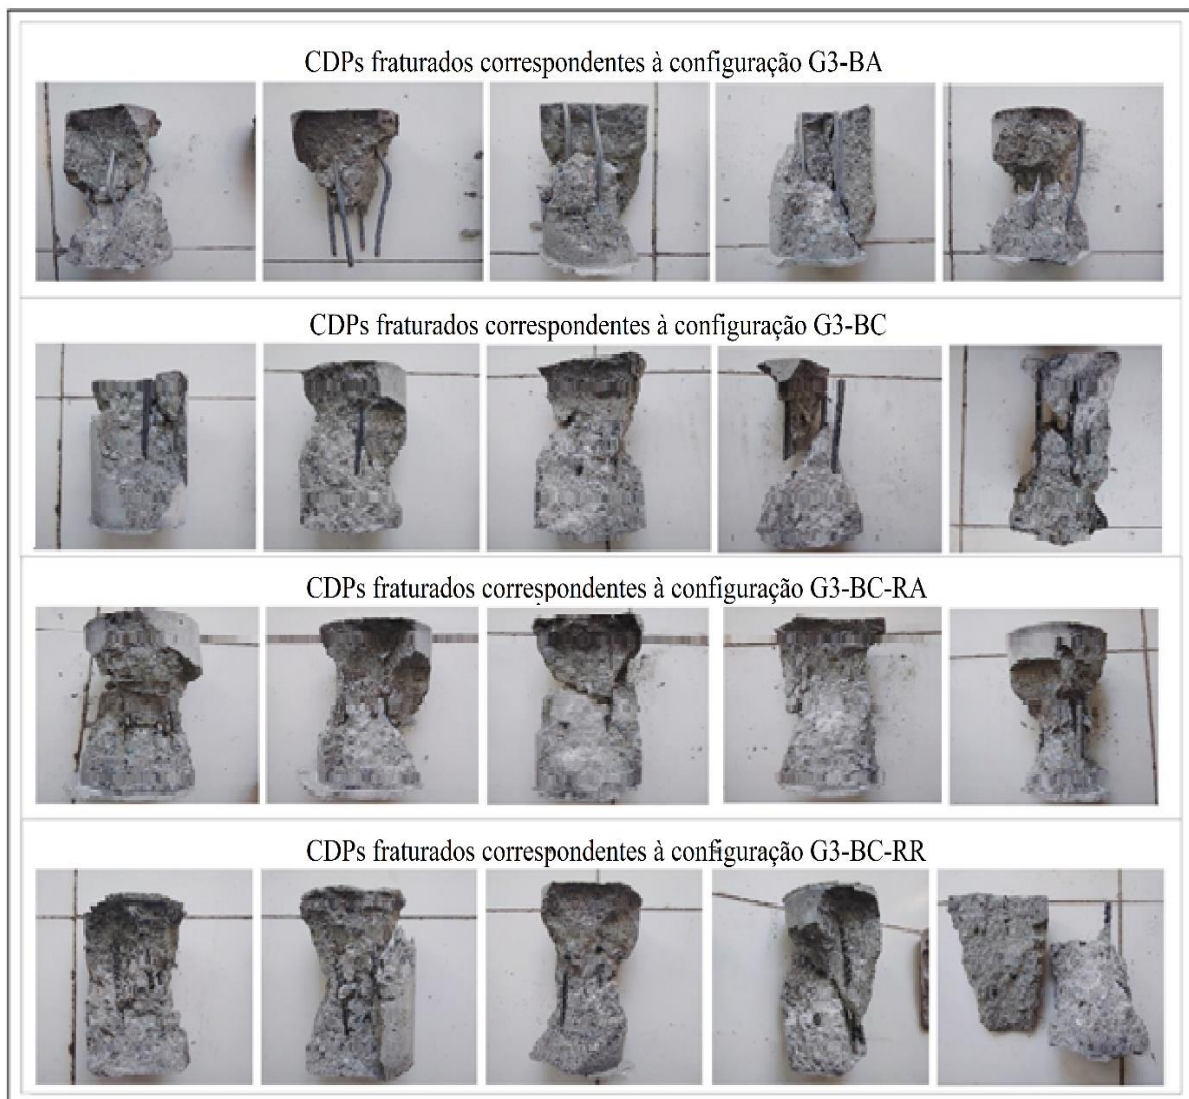 CDPs fraturados correspondentes à configuração G3-BA
CDPs fraturados correspondentes à configuração G3-BC
CDPs fraturados correspondentes à configuração G3-BC-RA
CDPs fraturados correspondentes à configuração G3-BC-RR